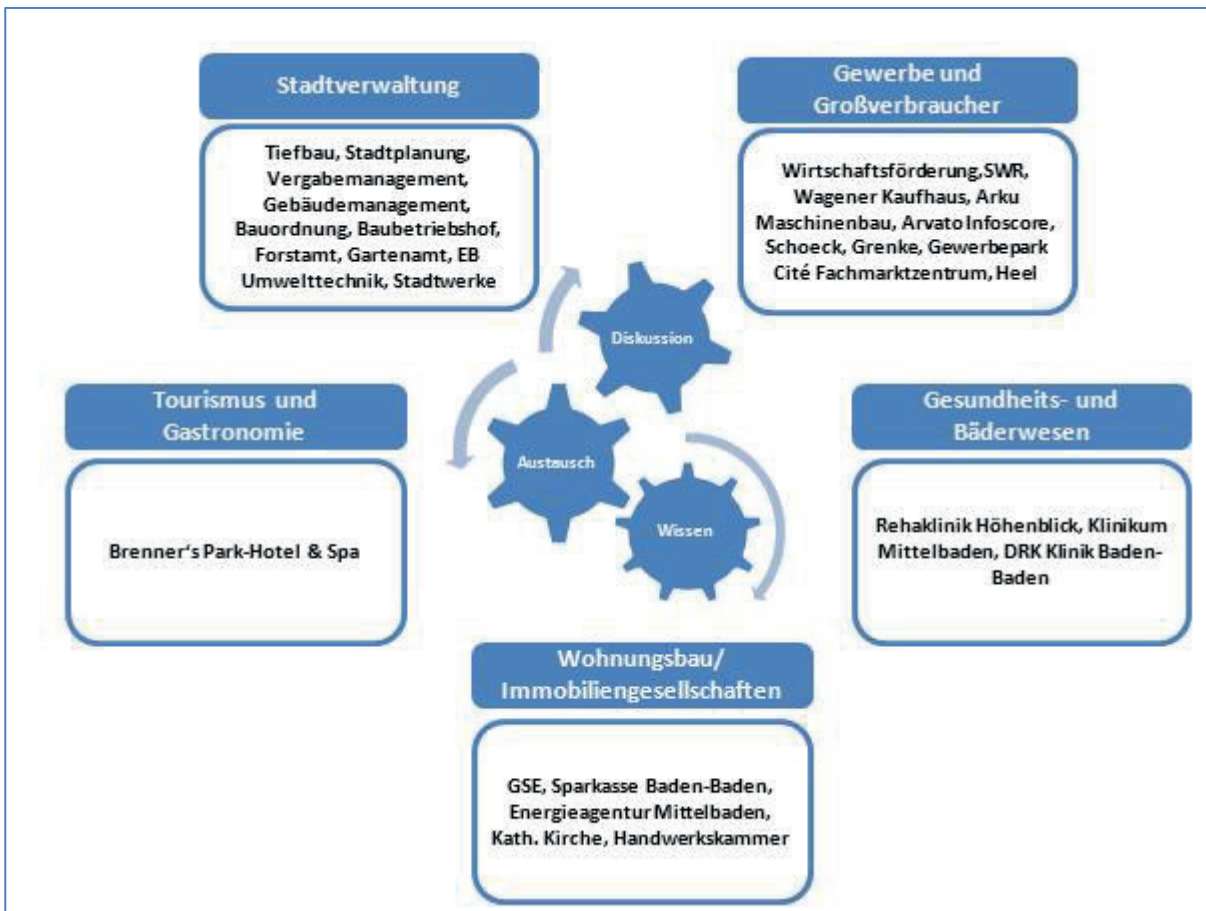 Stadtverwaltung
Tiefbau, Stadtplanung,
Vergabemanagement,
Gebäudemanagement,
Bauordnung, Baubetriebshof,
Forstamt, Gartenamt, EB
Umwelttechnik, Stadtwerke
Gewerbe und
Großverbraucher
Wirtschaftsförderung,SWR,
Wagener Kaufhaus, Arku
Maschinenbau, Arvato Infoscore,
Schoeck, Grenke, Gewerbepark
Cité Fachmarktzentrum, Heel
Diskussion
Austausch
Wissen
Tourismus und
Gastronomie
Brenner‘s Park-Hotel & Spa
Gesundheits- und
Bäderwesen
Rehaklinik Höhenblick, Klinikum
Mittelbaden, DRK Klinik Baden-
Baden
Wohnungsbau/
Immobiliengesellschaften
GSE, Sparkasse Baden-Baden,
Energieagentur Mittelbaden,
Kath. Kirche, Handwerkskammer